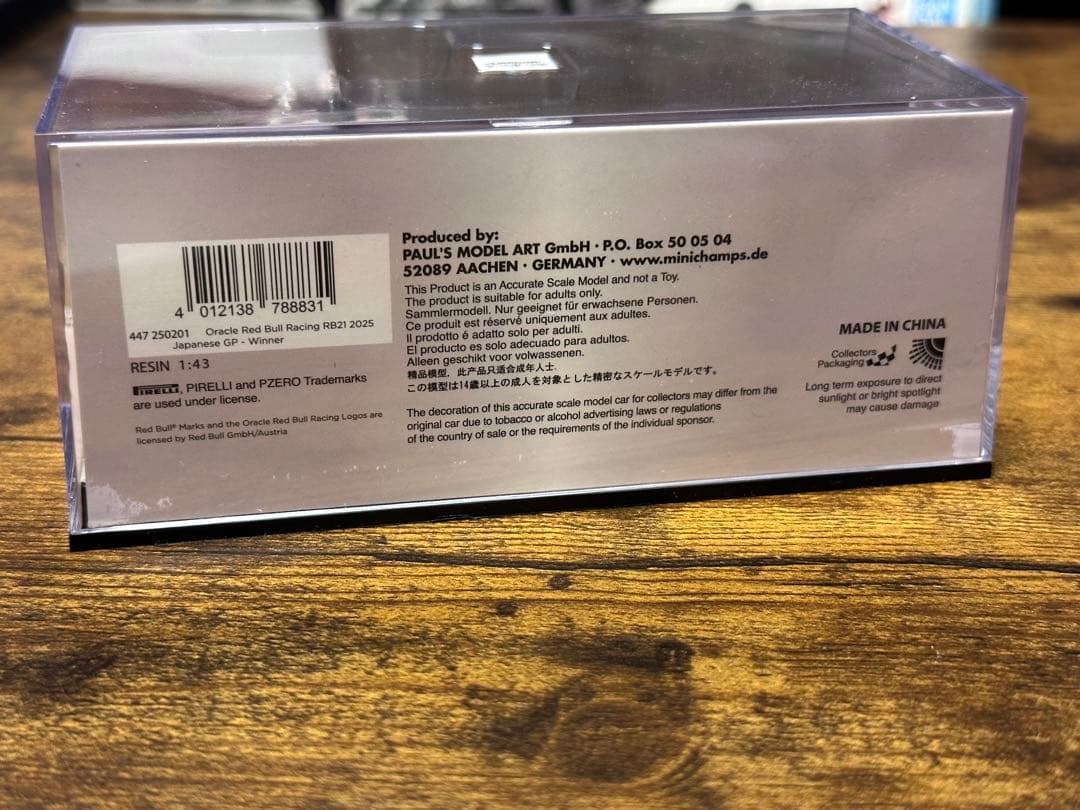 4 012138 788831
447 250201 Oracle Red Bull Racing RB21 2025
Japanese GP - Winner
RESIN 1:43
PIRELLI, PIRELLI and PZERO Trademarks
are used under license.
Red Bull® Marks and the Oracle Red Bull Racing Logos are
licensed by Red Bull GmbH/Austria
Produced by:
PAUL'S MODEL ART GmbH · P.O. Box 50 05 04
52089 AACHEN · GERMANY · www.minichamps.de
This Product is an Accurate Scale Model and not a Toy.
The product is suitable for adults only.
Sammlermodell. Nur geeignet für erwachsene Personen.
Ce produit est réservé uniquement aux adultes.
Il prodotto é adatto solo per adulti.
El producto es solo adecuado para adultos.
Alleen geschikt voor volwassenen.
精品模型，此产品只适合成年人士.
この模型は14歳以上の成人を対象とした精密なスケールモデルです。
The decoration of this accurate scale model car for collectors may differ from the
original car due to tobacco or alcohol advertising laws or regulations
of the country of sale or the requirements of the individual sponsor.
MADE IN CHINA
Collectors
Packaging
Long term exposure to direct
sunlight or bright spotlight
may cause damage